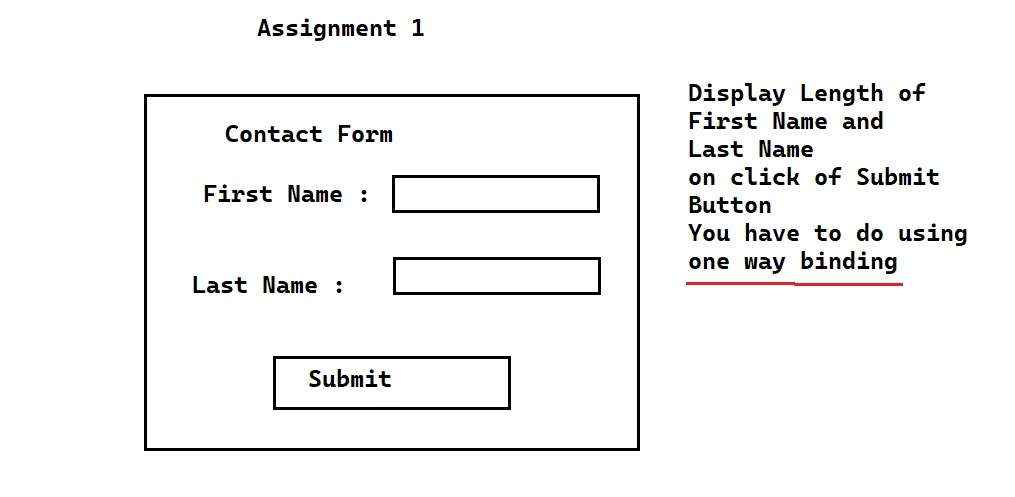 Assignment 1
Contact Form
First Name :
Last Name :
Submit
Display Length of
First Name and
Last Name
on click of Submit
Button
You have to do using
one way binding